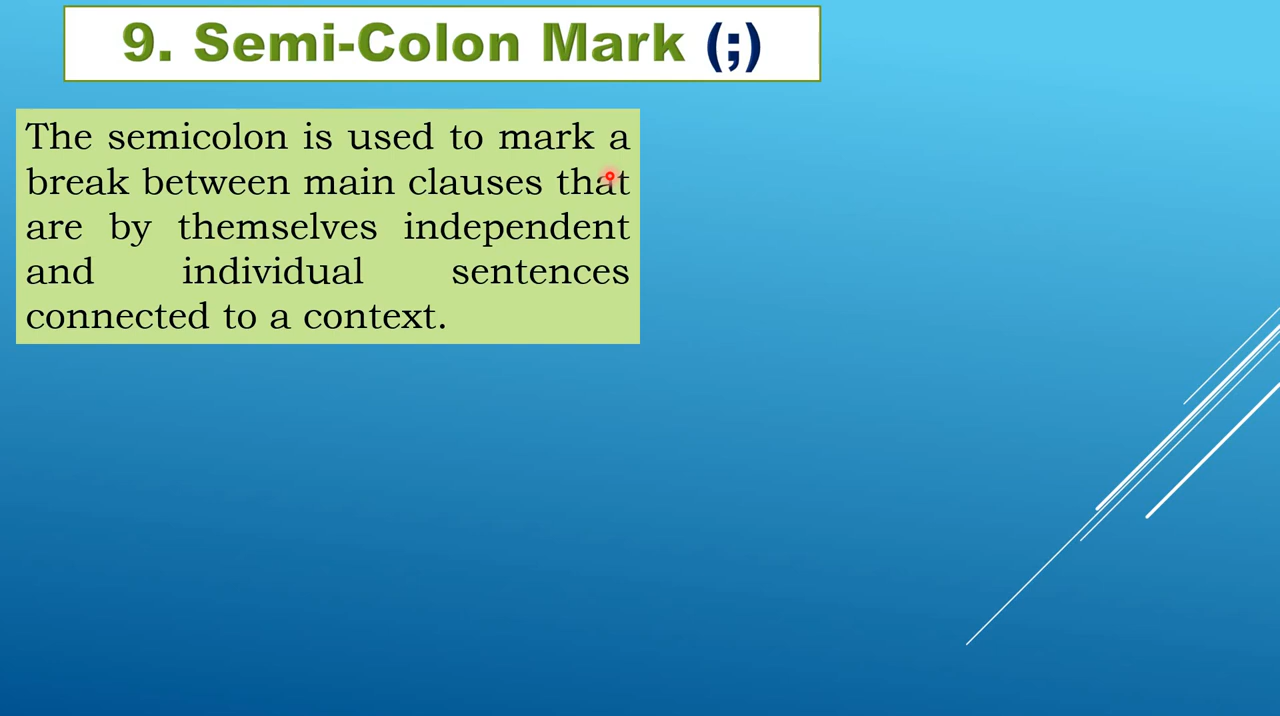 9. Semi-Colon Mark (;)
The semicolon is used to mark a
break between main clauses that
are by themselves independent
and individual sentences
connected to a context.